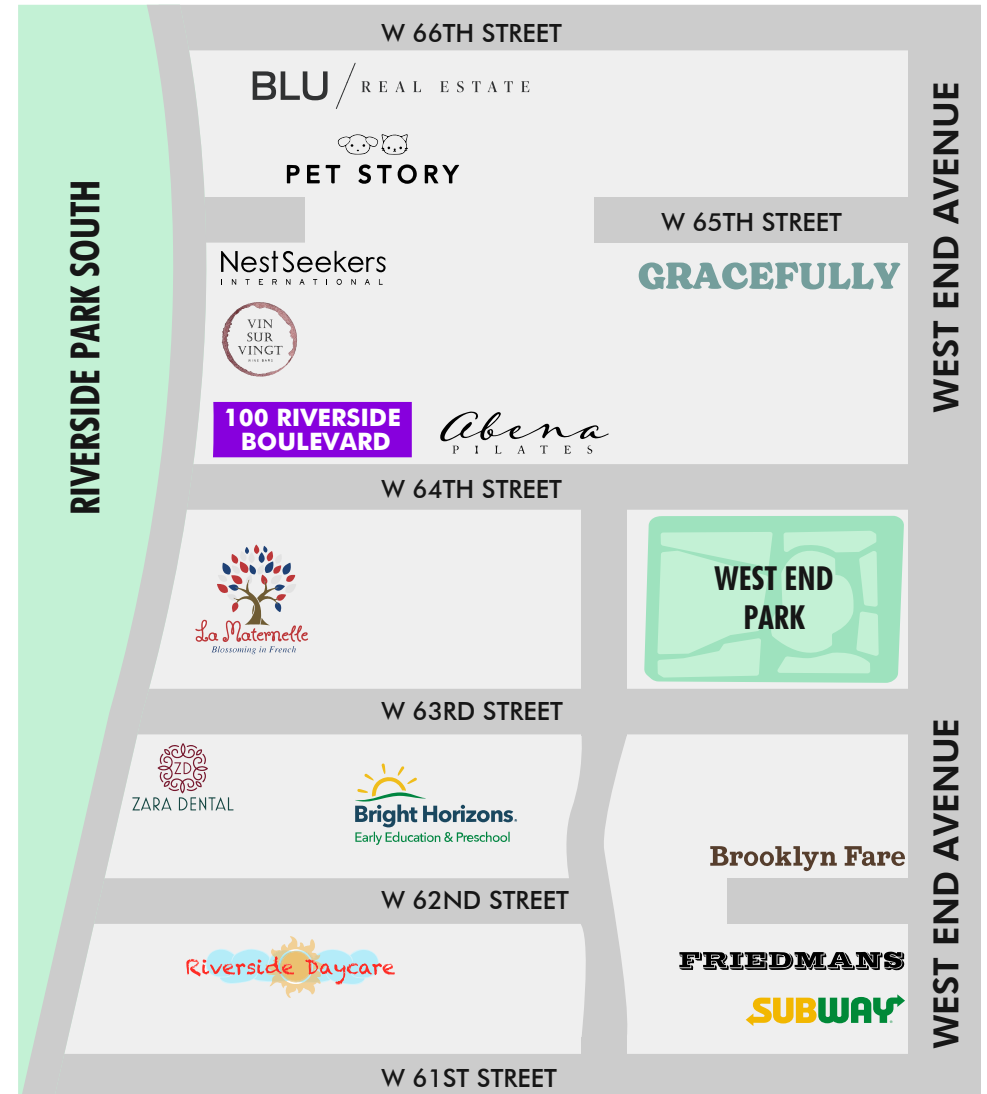 W 66TH STREET
BLU / REAL ESTATE
PET STORY
W 65TH STREET
WEST END AVENUE
RIVERSIDE PARK SOUTH
NestSeekers
INTERNATIONAL
GRACEFULLY
VIN
SUR
VINGT
WINE BARS
100 RIVERSIDE
BOULEVARD
Abena
PILATES
W 64TH STREET
La Maternelle
Blossoming in French
WEST END
PARK
W 63RD STREET
ZD
ZARA DENTAL
Bright Horizons.
Early Education & Preschool
WEST END AVENUE
Brooklyn Fare
W 62ND STREET
Riverside Daycare
FRIEDMANS
SUBWAY
W 61ST STREET